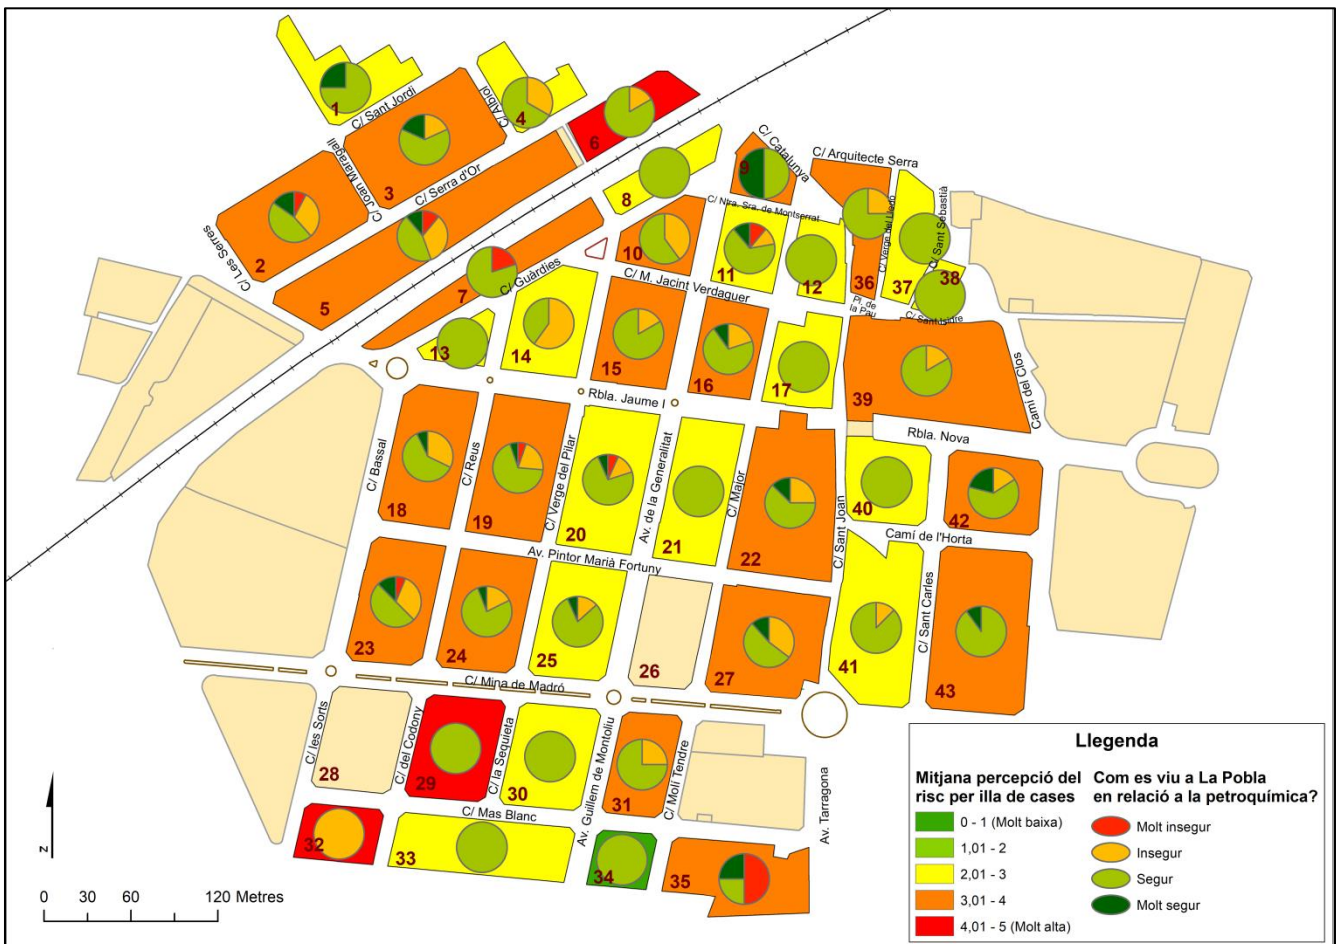 1
C/ Sant Jordi
C/ Albiol
4
6
3
C/ Joan Maragall
C/ Serra d'Or
C/ Les Serres
2
5
7
C/ Guàrdies
8
9
C/ Catalunya
C/ Arquitecte Serra
C/ Ntra. Sra. de Montserrat
C/ Verge del Lledó
C/ Sant Sebastià
10
11
12
36
37
38
C/ M. Jacint Verdaguer
Pl. de
la Pau
C/ Sant Isidre
Camí del Clos
13
14
15
16
17
39
Rbla. Jaume I
Rbla. Nova
C/ Bassal
C/ Reus
C/ Verge del Pilar
Av. de la Generalitat
C/ Major
C/ Sant Joan
18
19
20
21
22
40
42
Camí de l'Horta
Av. Pintor Marià Fortuny
C/ Sant Carles
23
24
25
26
27
41
43
C/ Mina de Madró
C/ les Sorts
C/ del Codony
C/ la Sequieta
Av. Guillem de Montoliu
C/ Molí Tendre
Av. Tarragona
28
29
30
31
C/ Mas Blanc
32
33
34
35
N
0 30 60 120 Metres
Llegenda
Mitjana percepció del
risc per illa de cases
0 - 1 (Molt baixa)
1,01 - 2
2,01 - 3
3,01 - 4
4,01 - 5 (Molt alta)
Com es viu a La Pobla
en relació a la petroquímica?
Molt insegur
Insegur
Segur
Molt segur